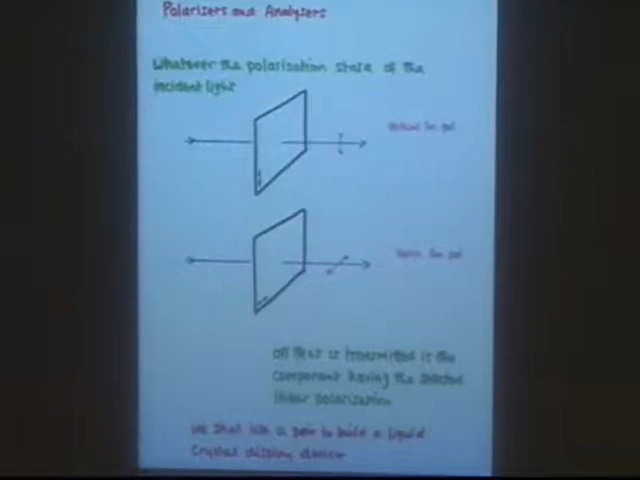 Polarisers and Analysers
Whatever the polarisation state of the
incident light
Vertical lin pol
lin pol
all that is transmitted is the
component having the selected
linear polarisation
we shall use a pair to build a liquid
crystal display device